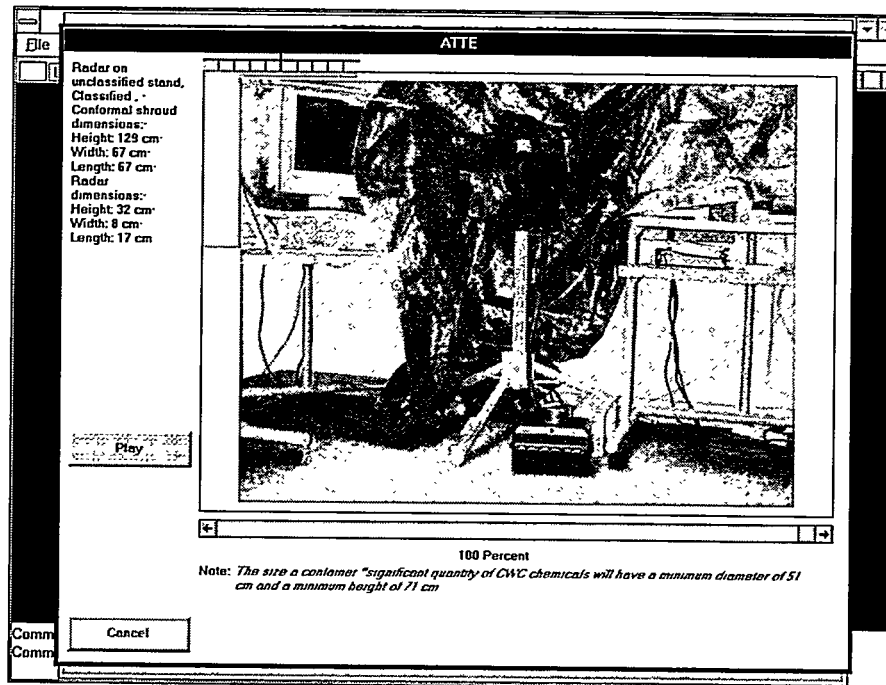 ATTE
File
Radar on
unclassified stand,
Classified , -
Conformal shroud
dimensions:-
Height: 129 cm-
Width: 67 cm-
Length: 67 cm-
Radar
dimensions:-
Height: 32 cm-
Width: 8 cm-
Length: 17 cm
Play
100 Percent
Note: The size a container "significant quantity of CWC chemicals will have a minimum diameter of 51
cm and a minimum height of 71 cm
Cancel
Comm
Comm